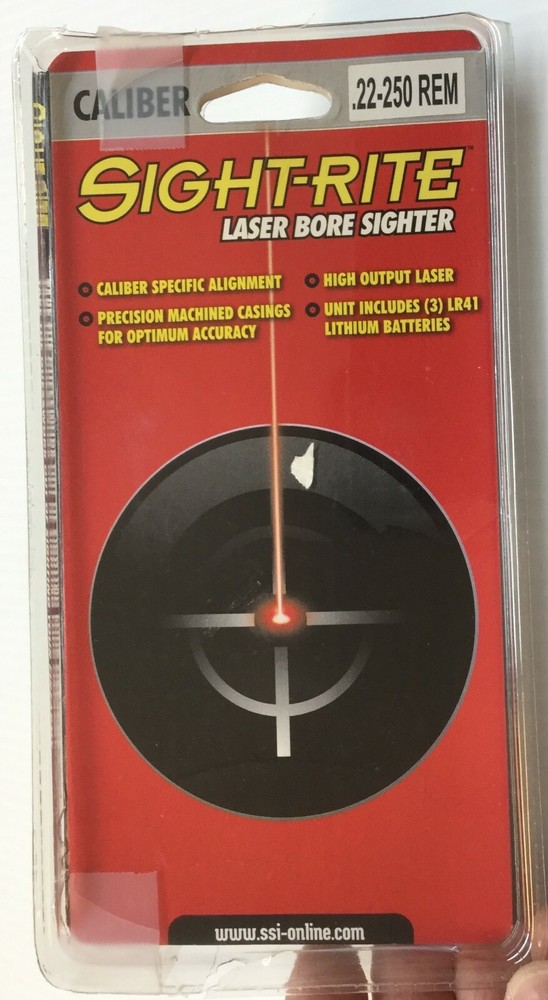 CALIBER
.22-250 REM
SIGHT-RITE™
LASER BORE SIGHTER
CALIBER SPECIFIC ALIGNMENT
PRECISION MACHINED CASINGS
FOR OPTIMUM ACCURACY
HIGH OUTPUT LASER
UNIT INCLUDES (3) LR41
LITHIUM BATTERIES
www.ssi-online.com